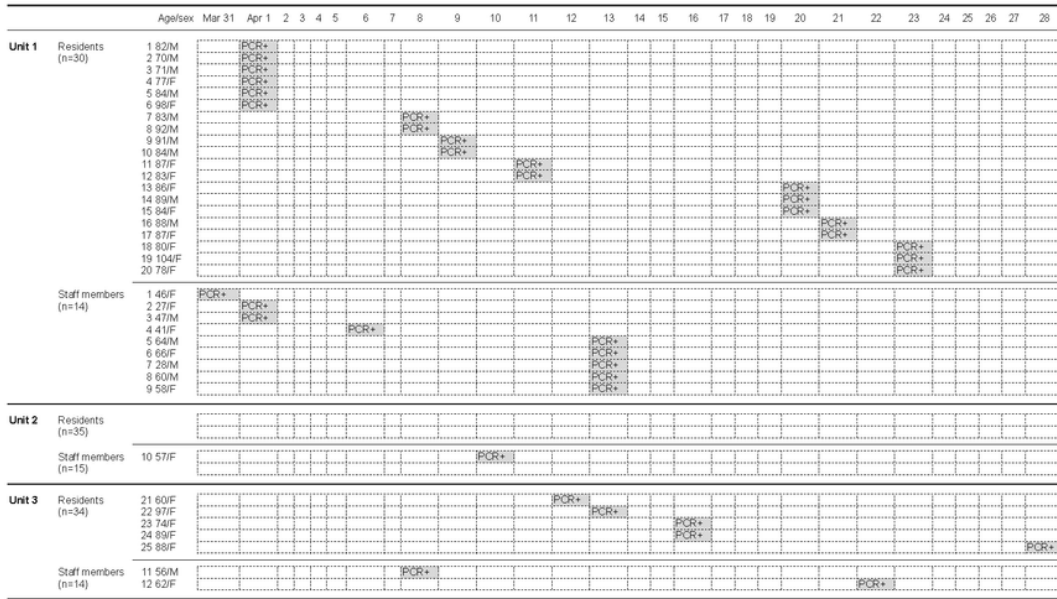 Age/sex Mar 31 Apr 1 2 3 4 5 6 7 8 9 10 11 12 13 14 15 16 17 18 19 20 21 22 23 24 25 26 27 28
Unit 1 Residents 1 82/M PCR+
(n=30) 2 70/M PCR+
3 71/M PCR+
4 77/F PCR+
5 84/M PCR+
6 98/F PCR+
7 83/M PCR+
8 92/M PCR+
9 91/M PCR+
10 84/M PCR+
11 87/F PCR+
12 83/F PCR+
13 86/F PCR+
14 89/M PCR+
15 84/F PCR+
16 88/M PCR+
17 87/F PCR+
18 80/F PCR+
19 104/F PCR+
20 78/F PCR+
Staff members 1 46/F PCR+
(n=14) 2 27/F PCR+
3 47/M PCR+
4 41/F PCR+
5 64/M PCR+
6 66/F PCR+
7 28/M PCR+
8 60/M PCR+
9 58/F PCR+
Unit 2 Residents
(n=35)
Staff members 10 57/F PCR+
(n=15)
Unit 3 Residents 21 60/F PCR+
(n=34) 22 97/F PCR+
23 74/F PCR+
24 89/F PCR+
25 88/F PCR+
Staff members 11 56/M PCR+
(n=14) 12 62/F PCR+